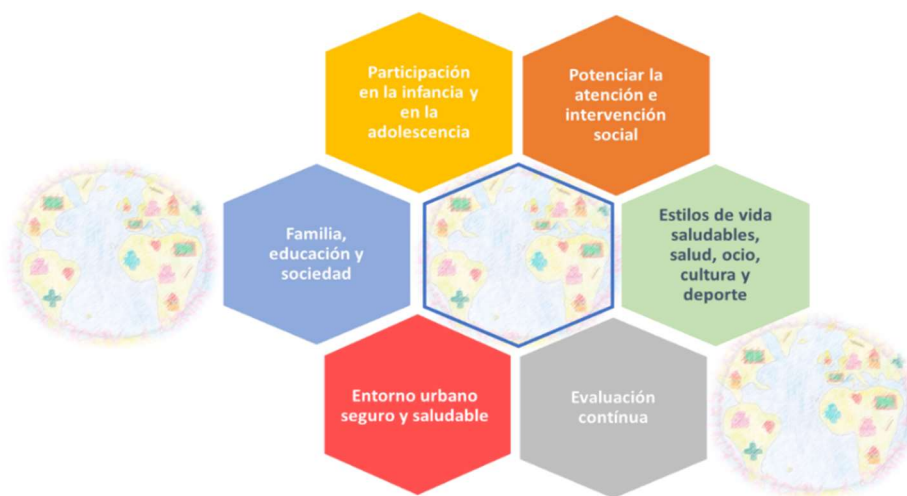 Participación
en la infancia y
en la
adolescencia
Potenciar la
atención e
intervención
social
Familia,
educación y
sociedad
Estilos de vida
saludables,
salud, ocio,
cultura y
deporte
Entorno urbano
seguro y saludable
Evaluación
contínua